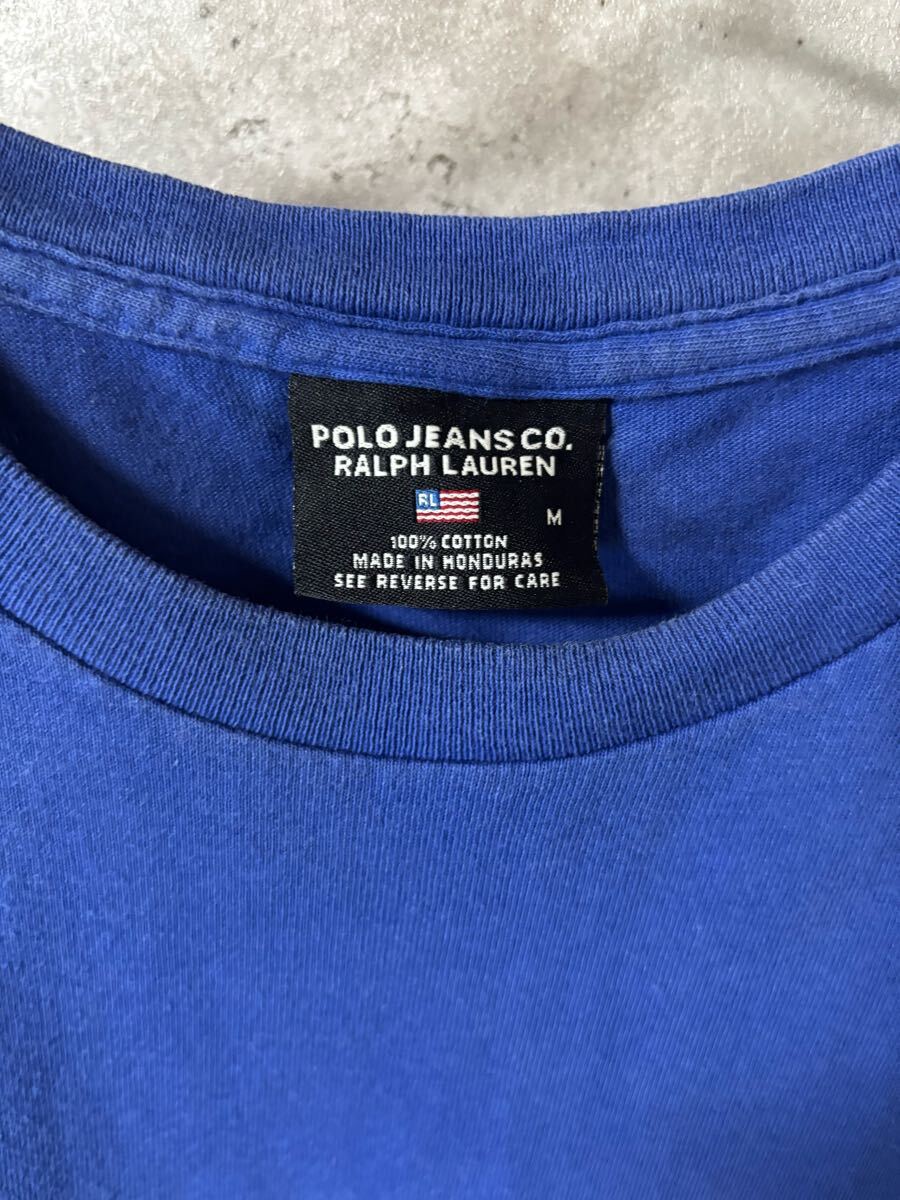 POLO JEANS CO.
RALPH LAUREN
RL
M
100% COTTON
MADE IN HONDURAS
SEE REVERSE FOR CARE